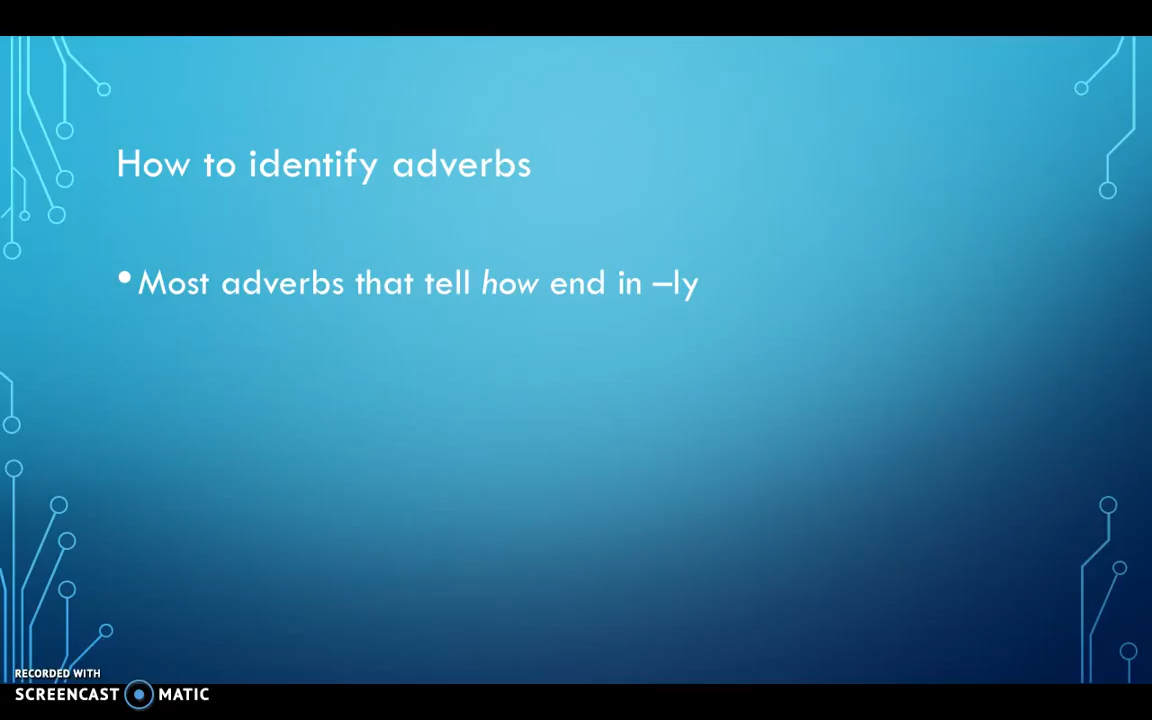 How to identify adverbs
•Most adverbs that tell how end in –ly
RECORDED WITH
SCREENCAST MATIC